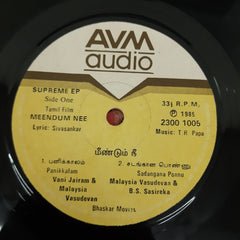 AVM
audio
SUPREME EP
Side One
Tamil Film
MEENDUM NEE
Lyric: Sivasankar
33⅓ R.P.M.
℗ 1985
2300 1005
Music: T R Papa
மீண்டும் நீ
1. பனிக்காலம்
Panikkalam
Vani Jairam &
Malaysia
Vasudevan
2. சடங்கான பொண்ணு
Sadangana Ponnu
Malaysia Vasudevan &
B.S. Sasireka
Bhaskar Movies